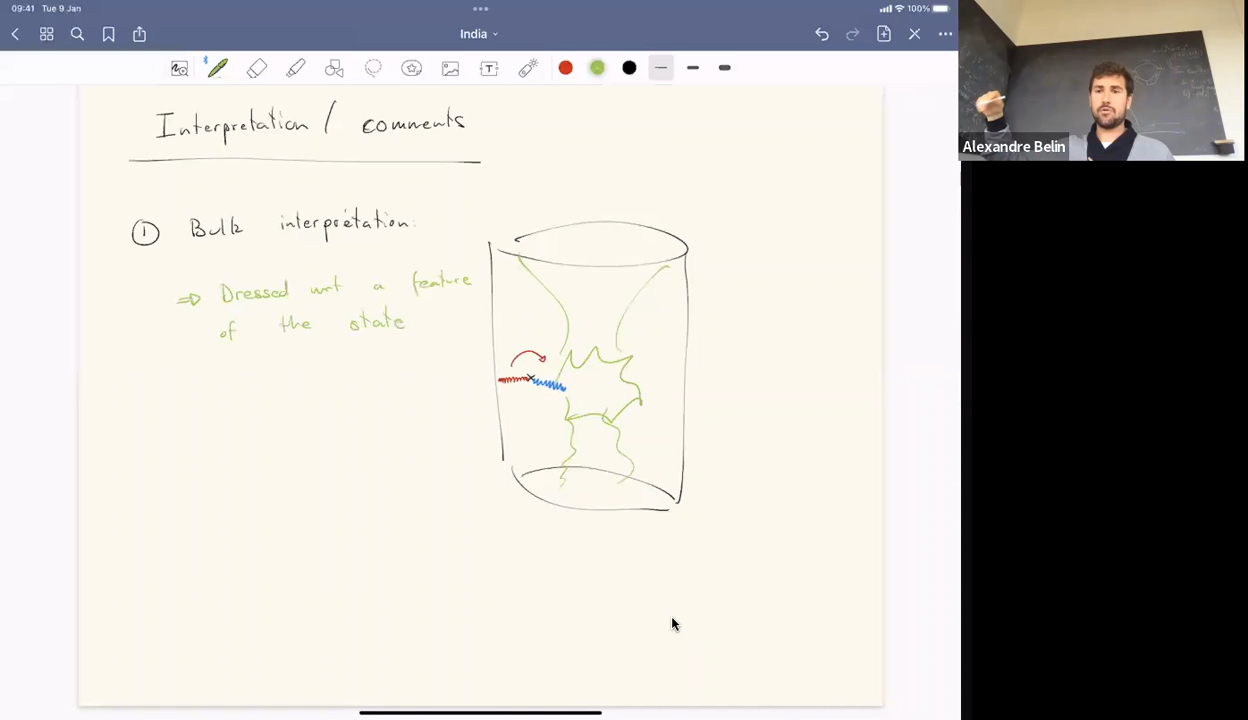 09:41 Tue 9 Jan
100%
India
Alexandre Belin
Interpretation / comments
① Bulk interpretation:
⇒ Dressed wrt a feature
of the state